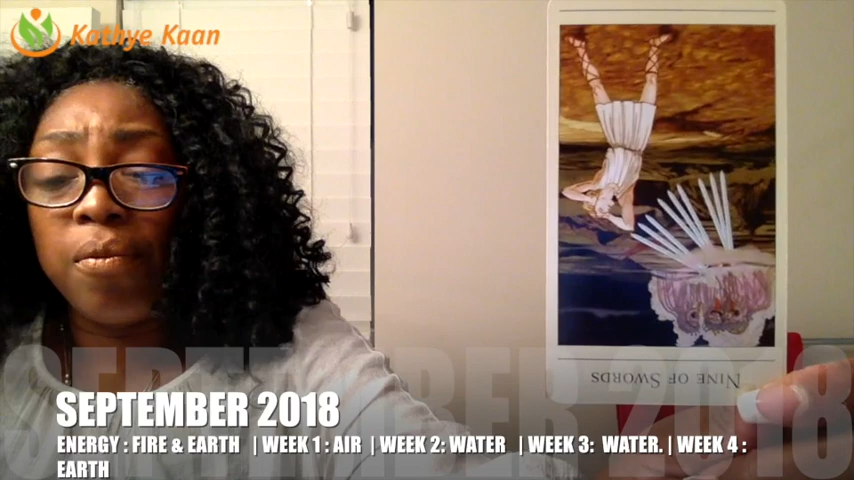 Kathye Kaan
NINE OF SWORDS
SEPTEMBER 2018
SEPTEMBER 2018
ENERGY : FIRE & EARTH | WEEK 1 : AIR | WEEK 2: WATER | WEEK 3: WATER. | WEEK 4 :
EARTH